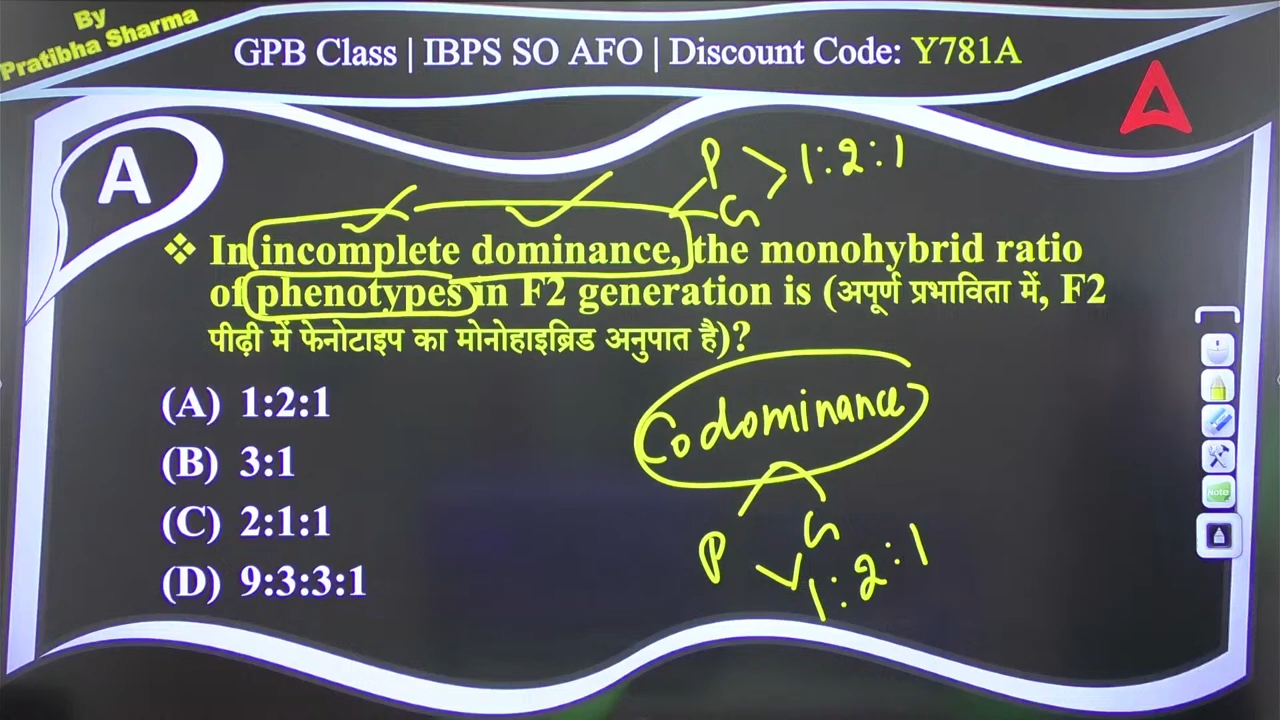 By
Pratibha Sharma
GPB Class | IBPS SO AFO | Discount Code: Y781A
A
P > 1:2:1
G
❖ In incomplete dominance, the monohybrid ratio
of phenotypes in F2 generation is (अपूर्ण प्रभाविता में, F2
पीढ़ी में फेनोटाइप का मोनोहाइब्रिड अनुपात है)?
(A) 1:2:1
(B) 3:1
(C) 2:1:1
(D) 9:3:3:1
Codominance
P G
1:2:1
Note